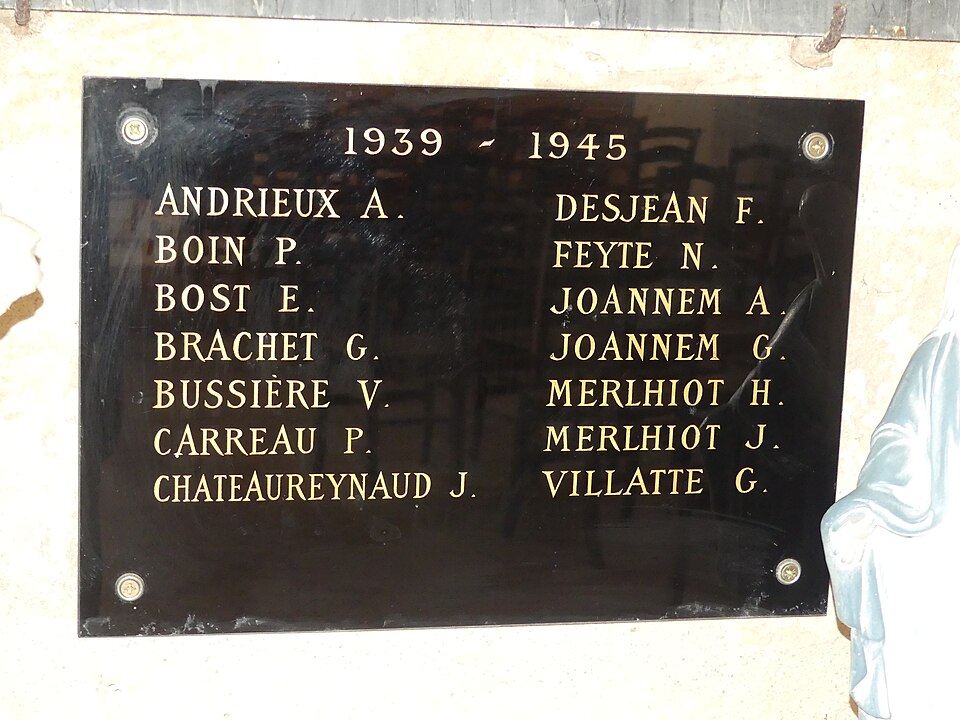 1939 - 1945
ANDRIEUX A.
BOIN P.
BOST E.
BRACHET G.
BUSSIÈRE V.
CARREAU P.
CHATEAUREYNAUD J.
DESJEAN F.
FEYTE N.
JOANNEM A.
JOANNEM G.
MERLHIOT H.
MERLHIOT J.
VILLATTE G.